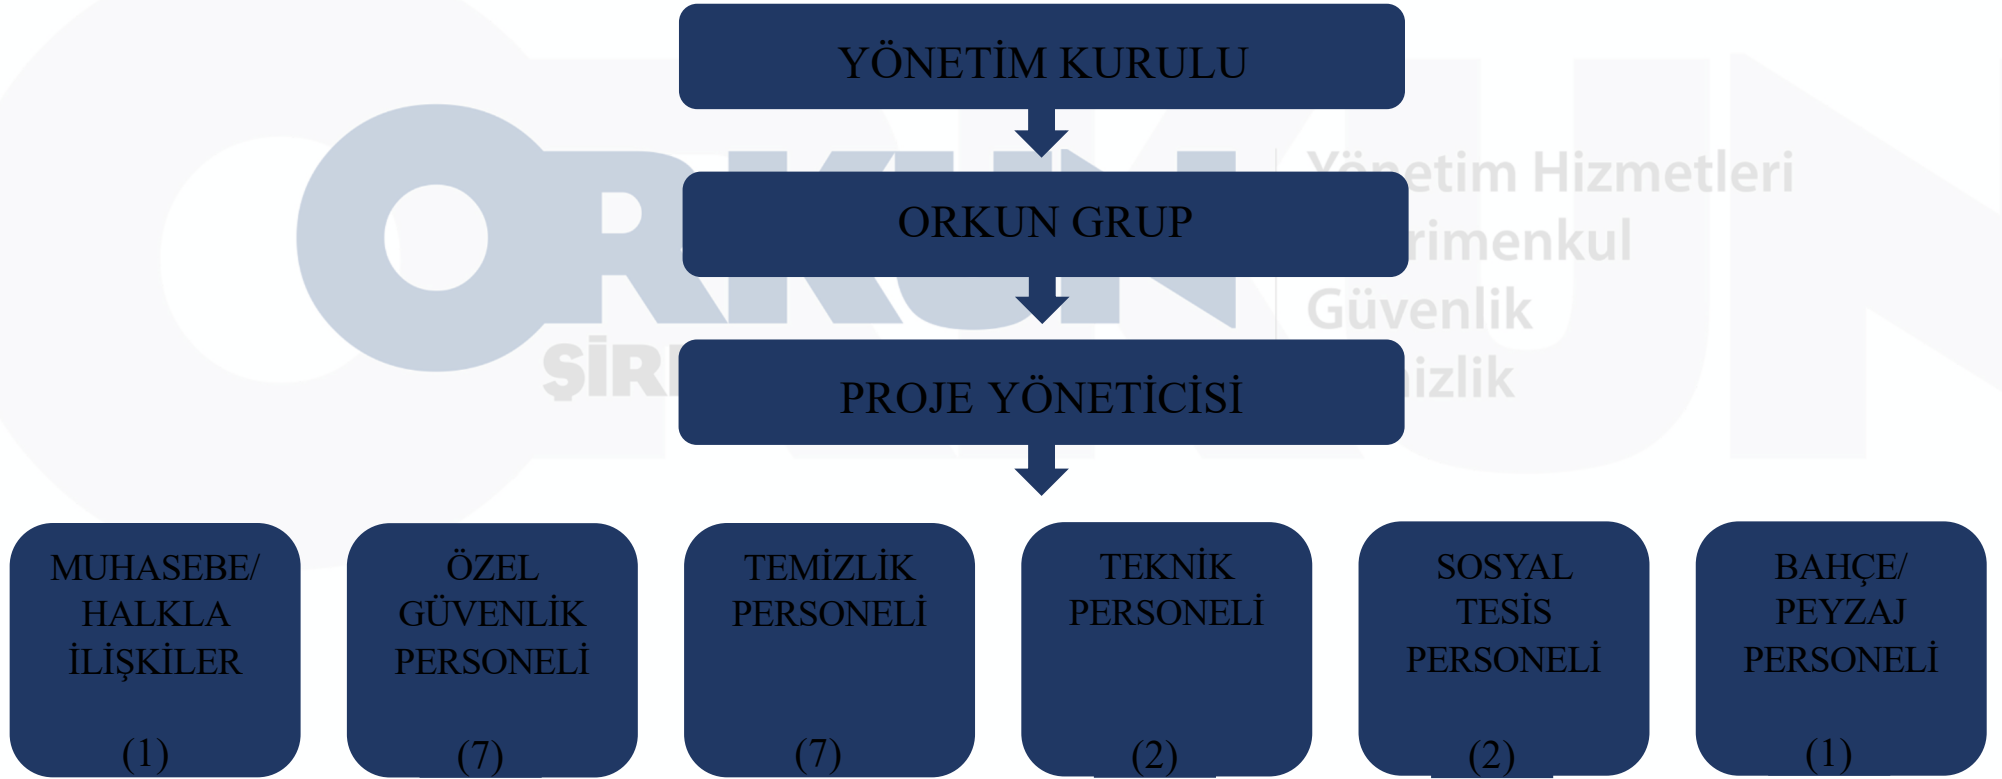 YÖNETİM KURULU
ORKUN GRUP
PROJE YÖNETİCİSİ
ORKUN
Yönetim Hizmetleri
Güvenlik
MUHASEBE/
HALKLA
İLİŞKİLER
(1)
ÖZEL
GÜVENLİK
PERSONELİ
(7)
TEMİZLİK
PERSONELİ
(7)
TEKNİK
PERSONELİ
(2)
SOSYAL
TESİS
PERSONELİ
(2)
BAHÇE/
PEYZAJ
PERSONELİ
(1)